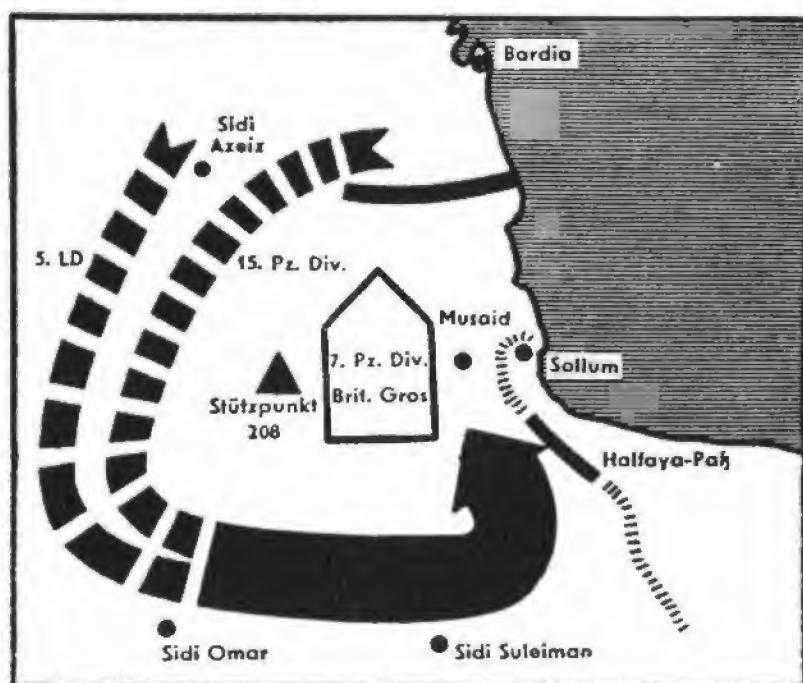 Bardia
Sidi
Azeiz
5. LD
15. Pz. Div.
Musaid
7. Pz. Div.
Brit. Gros
Sollum
Stützpunkt
208
Halfaya-Paß
Sidi Omar
Sidi Suleiman